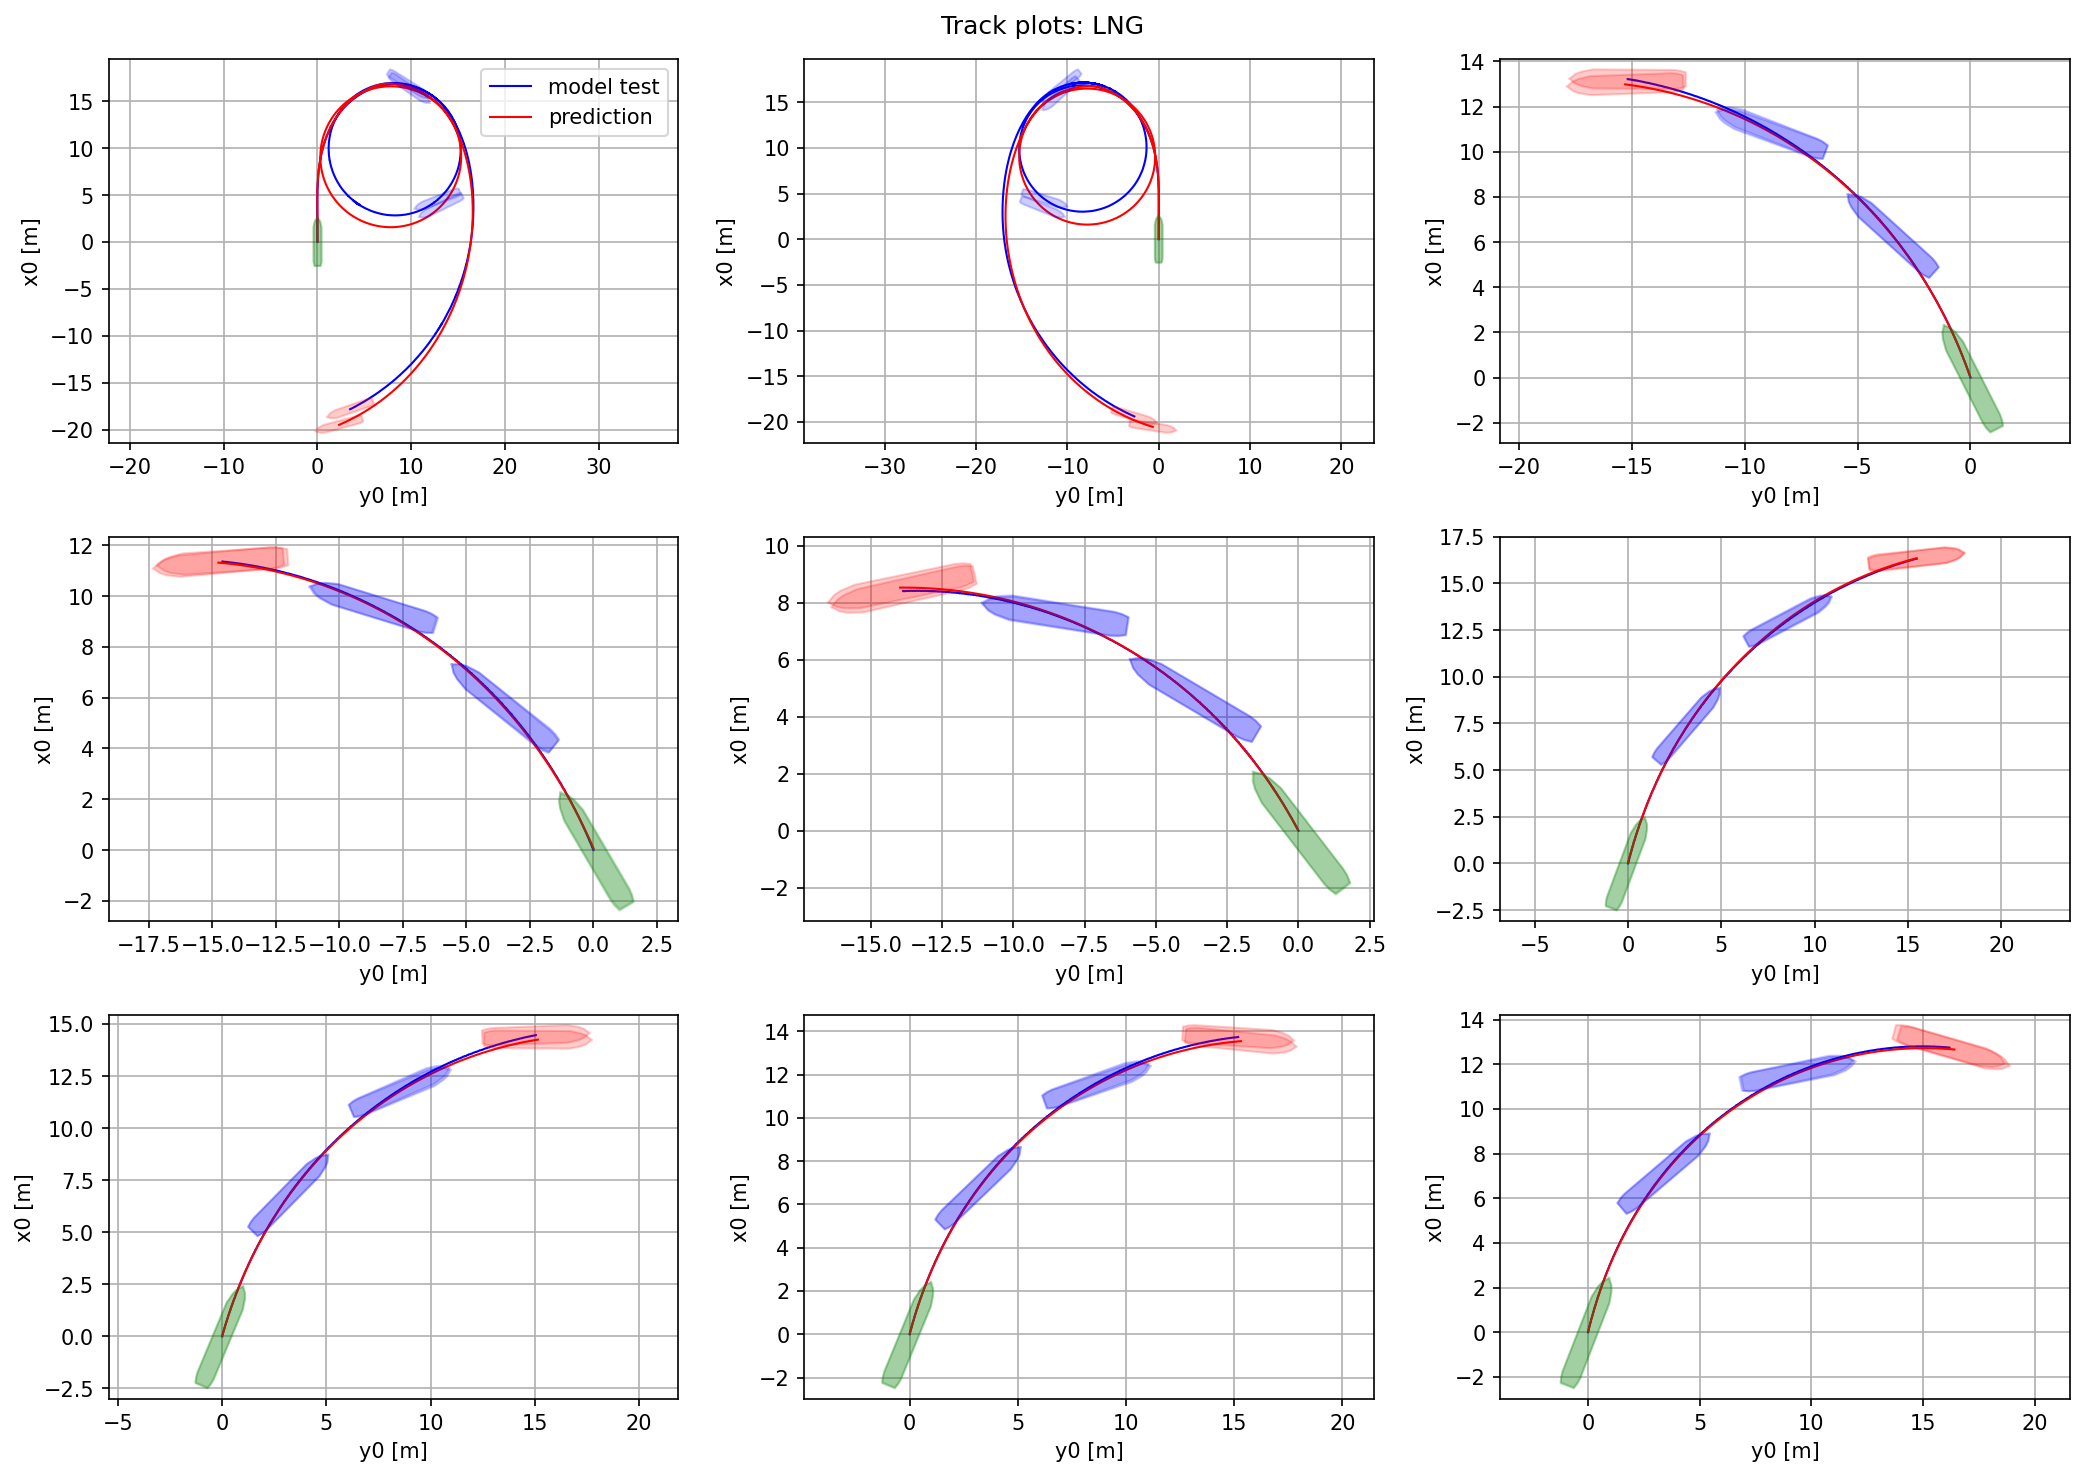 Track plots: LNG
model test
prediction
x0 [m]
15
10
5
0
−5
−10
−15
−20
−20 −10 0 10 20 30
y0 [m]
x0 [m]
15
10
5
0
−5
−10
−15
−20
−30 −20 −10 0 10 20
y0 [m]
x0 [m]
14
12
10
8
6
4
2
0
−2
−20 −15 −10 −5 0
y0 [m]
x0 [m]
12
10
8
6
4
2
0
−2
−17.5 −15.0 −12.5 −10.0 −7.5 −5.0 −2.5 0.0 2.5
y0 [m]
x0 [m]
10
8
6
4
2
0
−2
−15.0 −12.5 −10.0 −7.5 −5.0 −2.5 0.0 2.5
y0 [m]
x0 [m]
17.5
15.0
12.5
10.0
7.5
5.0
2.5
0.0
−2.5
−5 0 5 10 15 20
y0 [m]
x0 [m]
15.0
12.5
10.0
7.5
5.0
2.5
0.0
−2.5
−5 0 5 10 15 20
y0 [m]
x0 [m]
14
12
10
8
6
4
2
0
−2
0 5 10 15 20
y0 [m]
x0 [m]
14
12
10
8
6
4
2
0
−2
0 5 10 15 20
y0 [m]